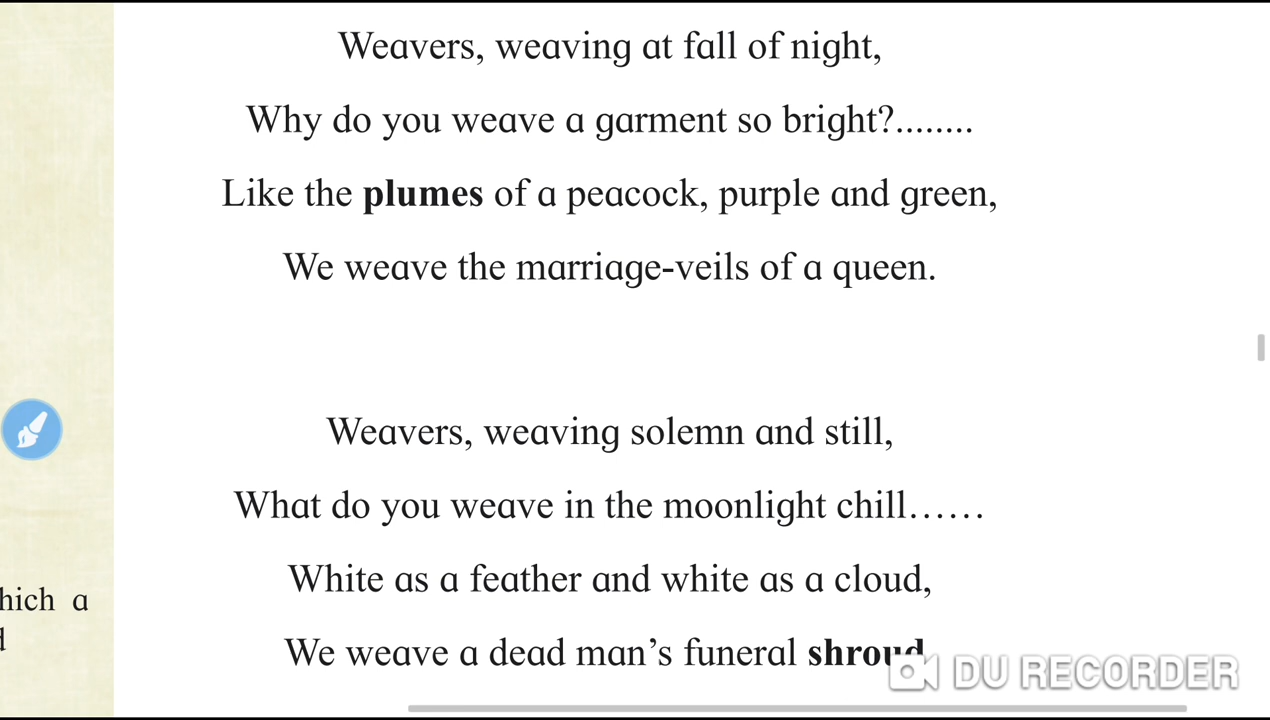 Weavers, weaving at fall of night,
Why do you weave a garment so bright?........
Like the plumes of a peacock, purple and green,
We weave the marriage-veils of a queen.
Weavers, weaving solemn and still,
What do you weave in the moonlight chill……
White as a feather and white as a cloud,
hich a
We weave a dead man’s funeral shroud
DU RECORDER